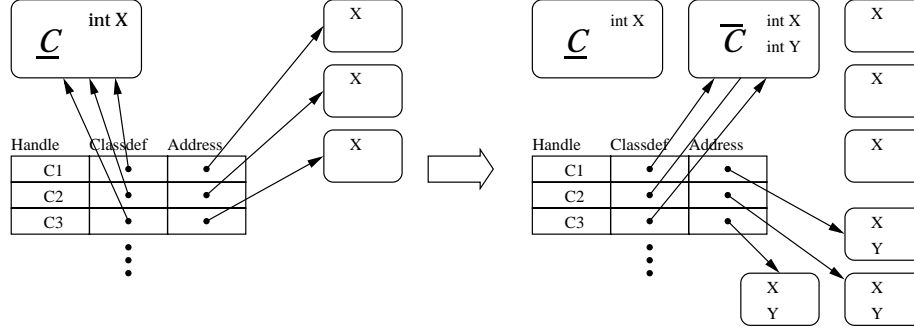 int X
C
X
X
X
Handle Classdef Address
C1
C2
C3
int X
C
C
int X
int Y
X
X
X
Handle Classdef Address
C1
C2
C3
X
Y
X
Y
X
Y